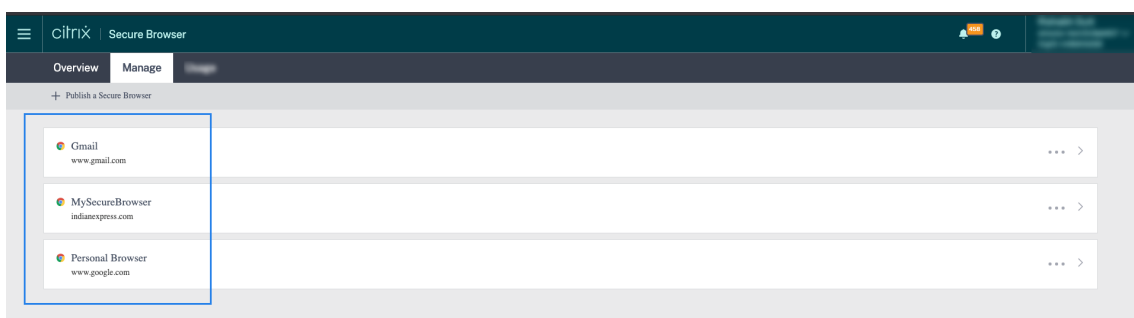 citrix | Secure Browser
Overview Manage
+ Publish a Secure Browser
Gmail
www.gmail.com
MySecureBrowser
indianexpress.com
Personal Browser
www.google.com